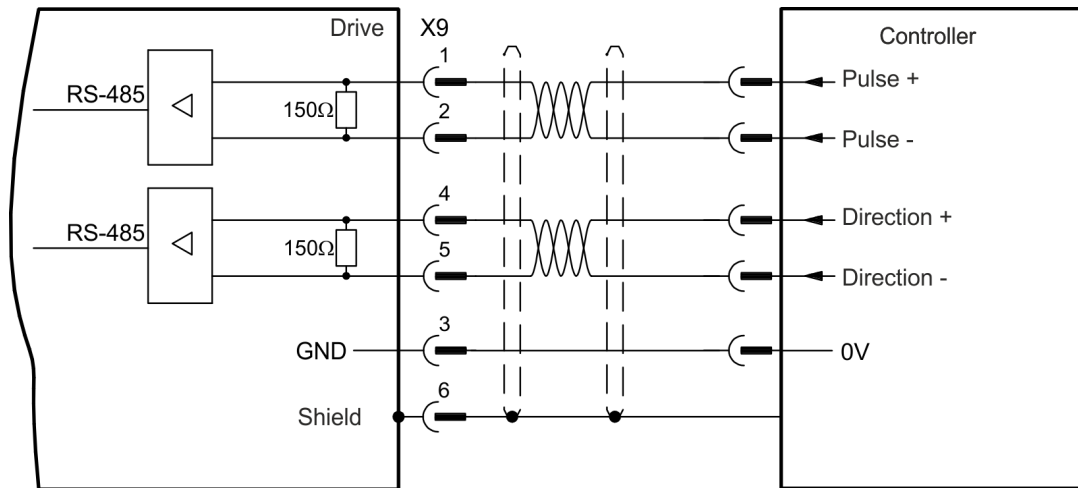 Drive X9 Controller
1
RS-485 150Ω Pulse +
2
Pulse -
4
RS-485 150Ω Direction +
5
Direction -
3
GND 0V
6
Shield